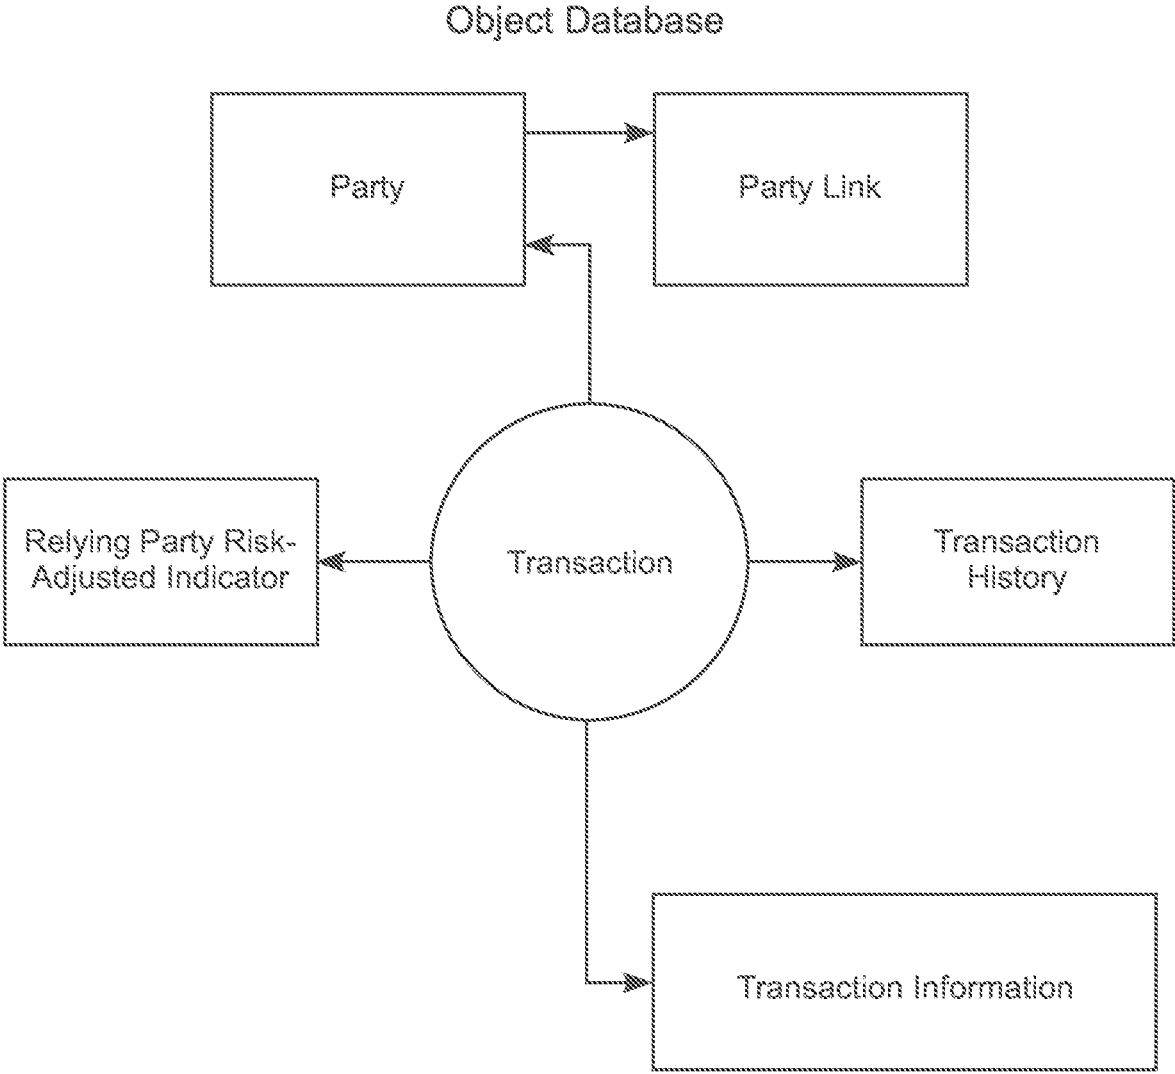 Object Database
Party
Party Link
Relying Party Risk-
Adjusted Indicator
Transaction
Transaction
History
Transaction Information